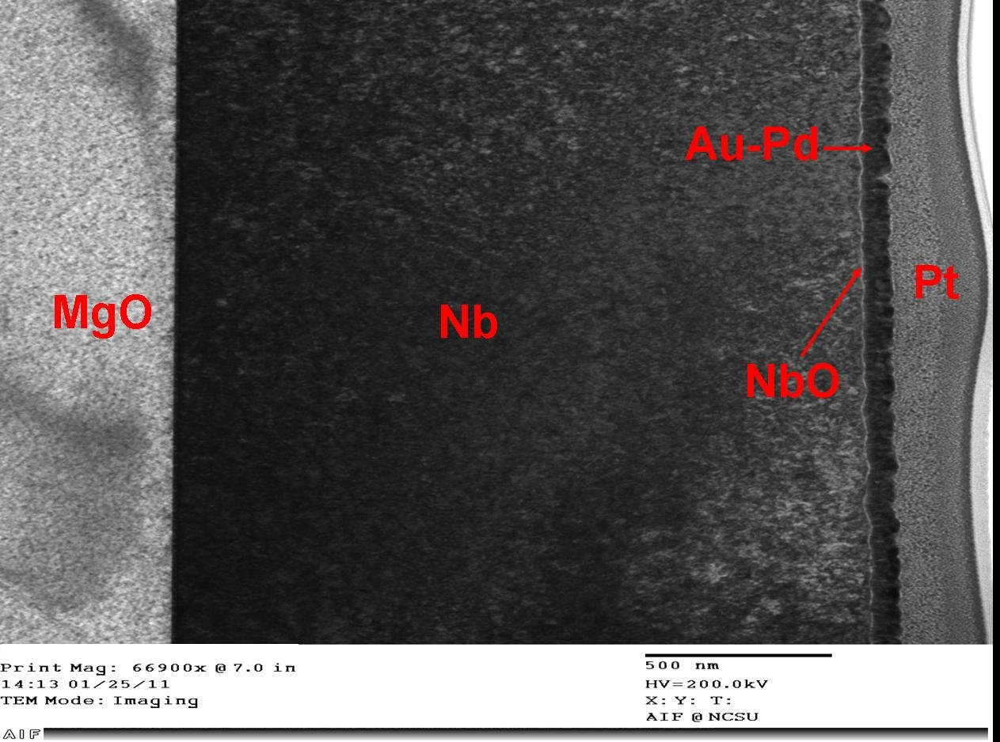 Au-Pd
Pt
MgO
Nb
NbO
Print Mag: 66900x @ 7.0 in
14:13 01/25/11
TEM Mode: Imaging
500 nm
HV=200.0kV
X: Y: T:
AIF @ NCSU
AIF